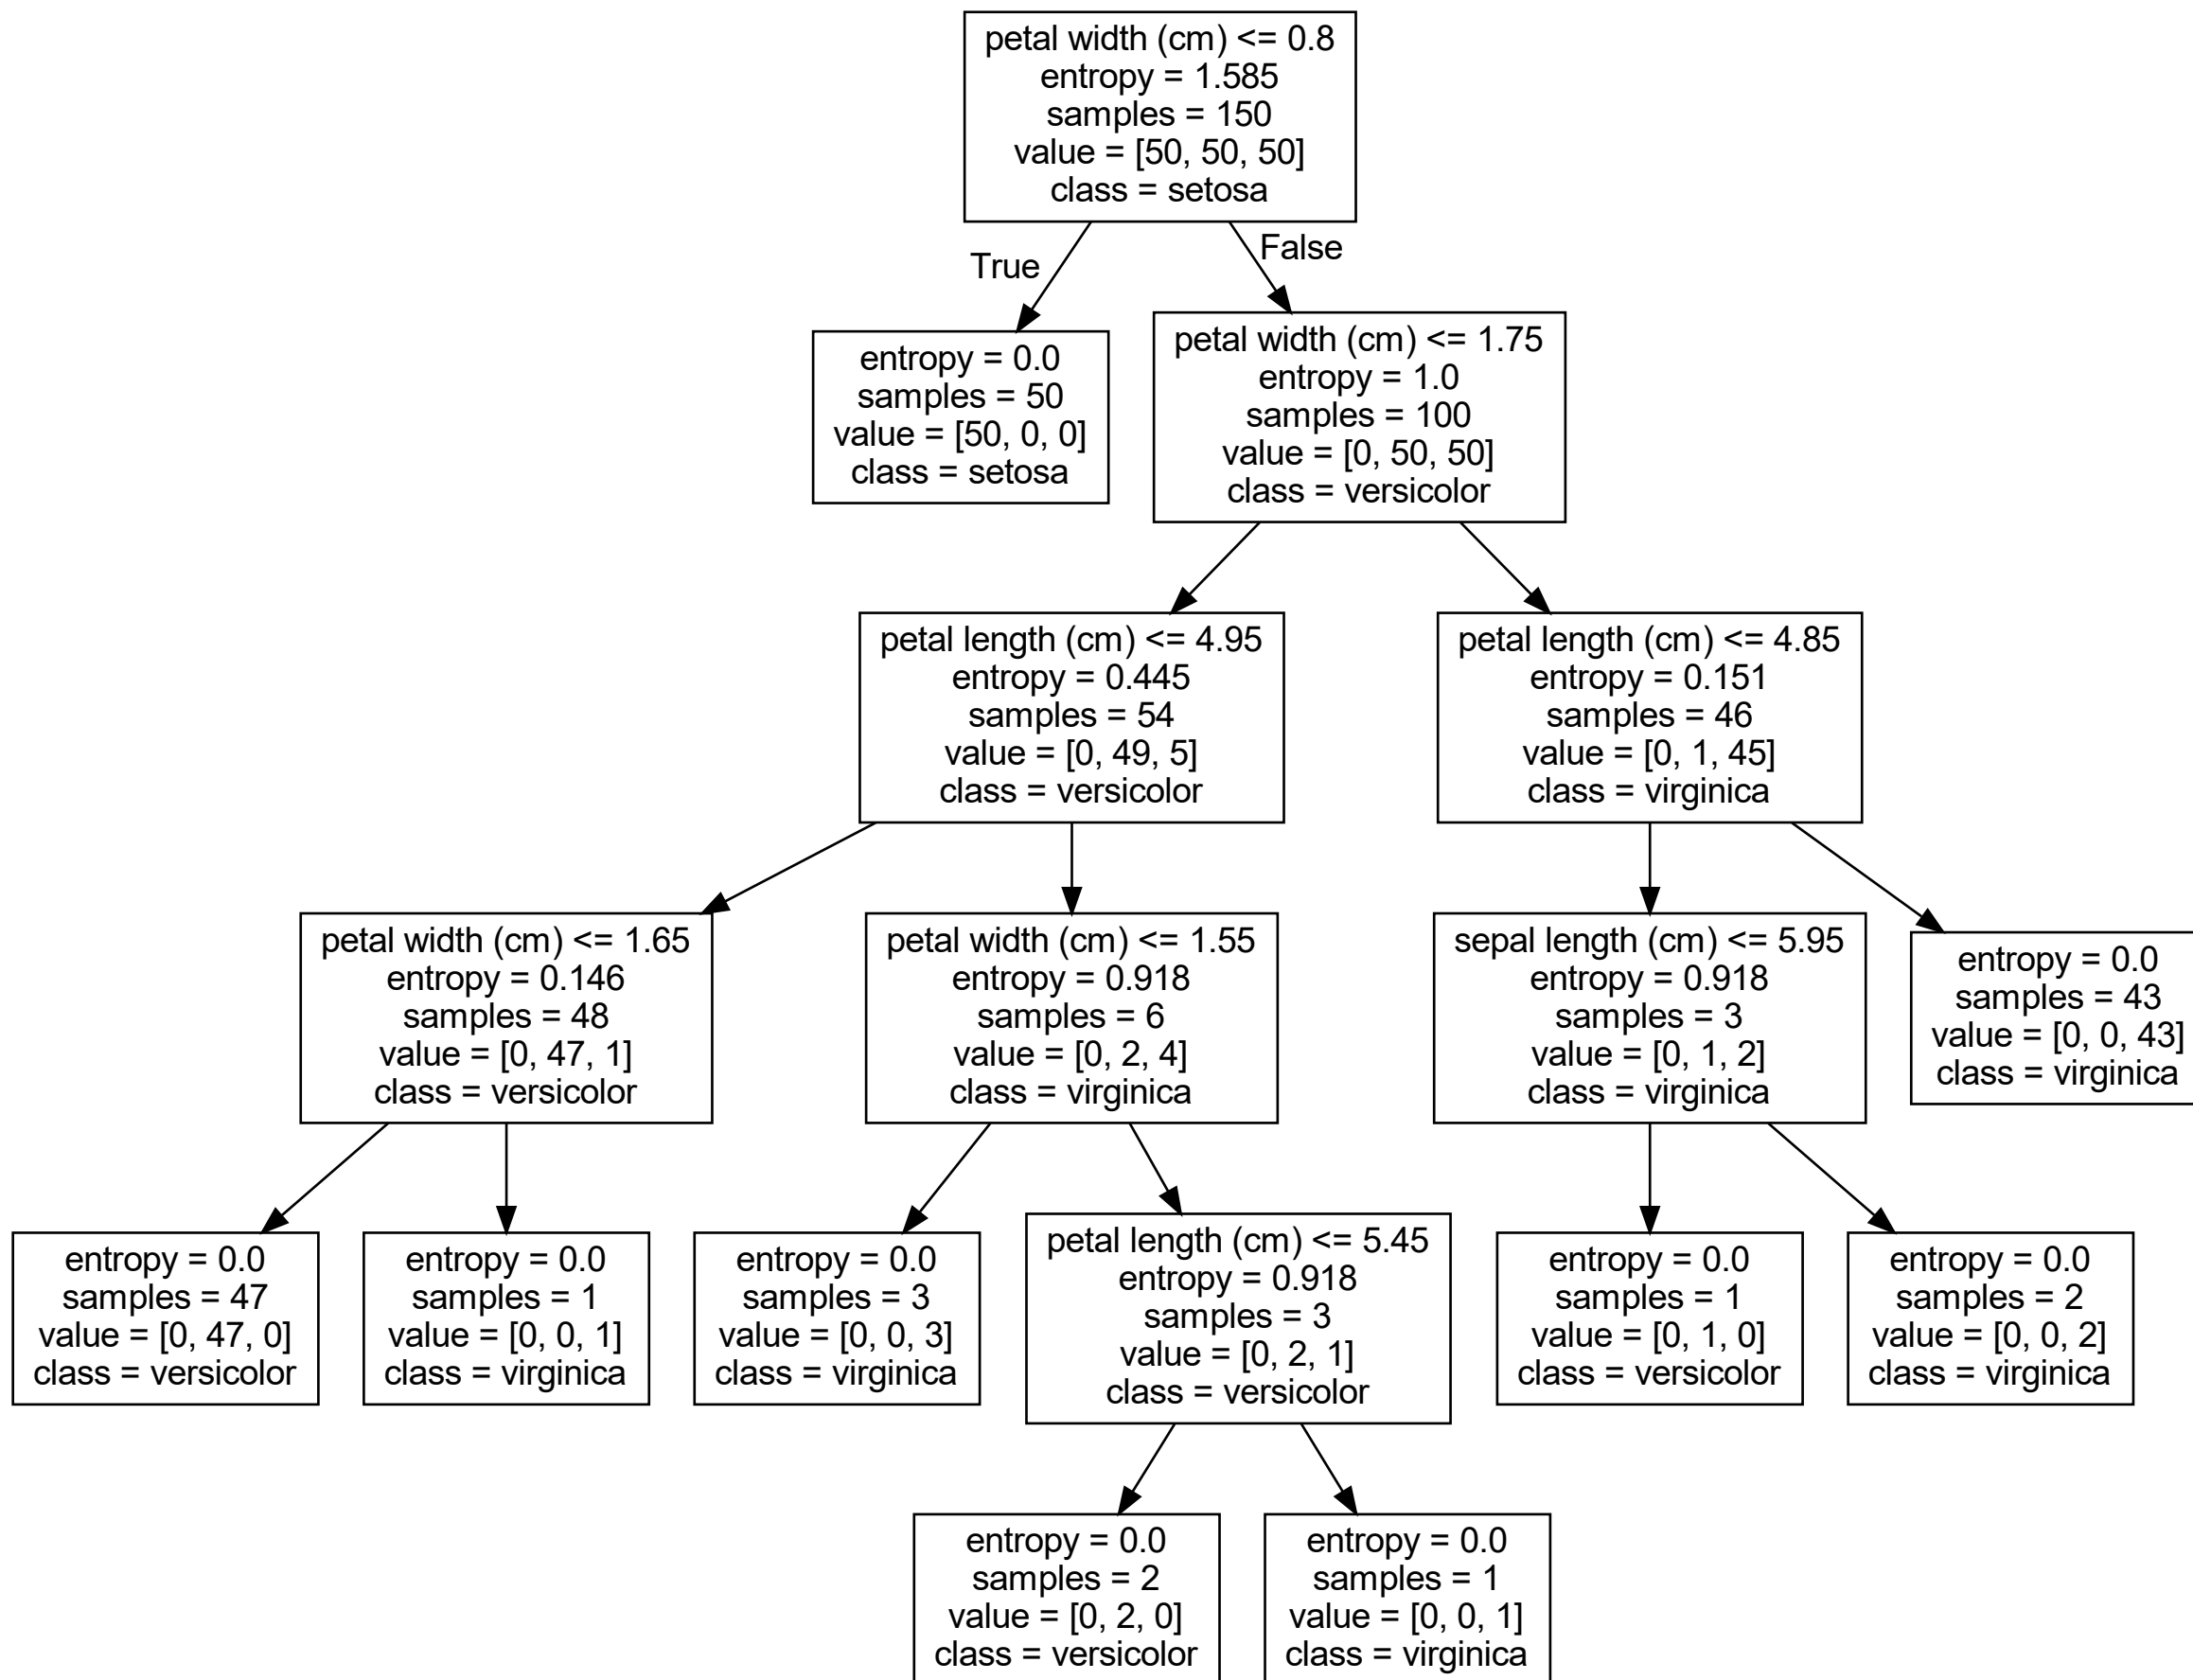 petal width (cm) <= 0.8
entropy = 1.585
samples = 150
value = [50, 50, 50]
class = setosa
True
False
entropy = 0.0
samples = 50
value = [50, 0, 0]
class = setosa
petal width (cm) <= 1.75
entropy = 1.0
samples = 100
value = [0, 50, 50]
class = versicolor
petal length (cm) <= 4.95
entropy = 0.445
samples = 54
value = [0, 49, 5]
class = versicolor
petal length (cm) <= 4.85
entropy = 0.151
samples = 46
value = [0, 1, 45]
class = virginica
petal width (cm) <= 1.65
entropy = 0.146
samples = 48
value = [0, 47, 1]
class = versicolor
petal width (cm) <= 1.55
entropy = 0.918
samples = 6
value = [0, 2, 4]
class = virginica
sepal length (cm) <= 5.95
entropy = 0.918
samples = 3
value = [0, 1, 2]
class = virginica
entropy = 0.0
samples = 43
value = [0, 0, 43]
class = virginica
entropy = 0.0
samples = 47
value = [0, 47, 0]
class = versicolor
entropy = 0.0
samples = 1
value = [0, 0, 1]
class = virginica
entropy = 0.0
samples = 3
value = [0, 0, 3]
class = virginica
petal length (cm) <= 5.45
entropy = 0.918
samples = 3
value = [0, 2, 1]
class = versicolor
entropy = 0.0
samples = 1
value = [0, 1, 0]
class = versicolor
entropy = 0.0
samples = 2
value = [0, 0, 2]
class = virginica
entropy = 0.0
samples = 2
value = [0, 2, 0]
class = versicolor
entropy = 0.0
samples = 1
value = [0, 0, 1]
class = virginica